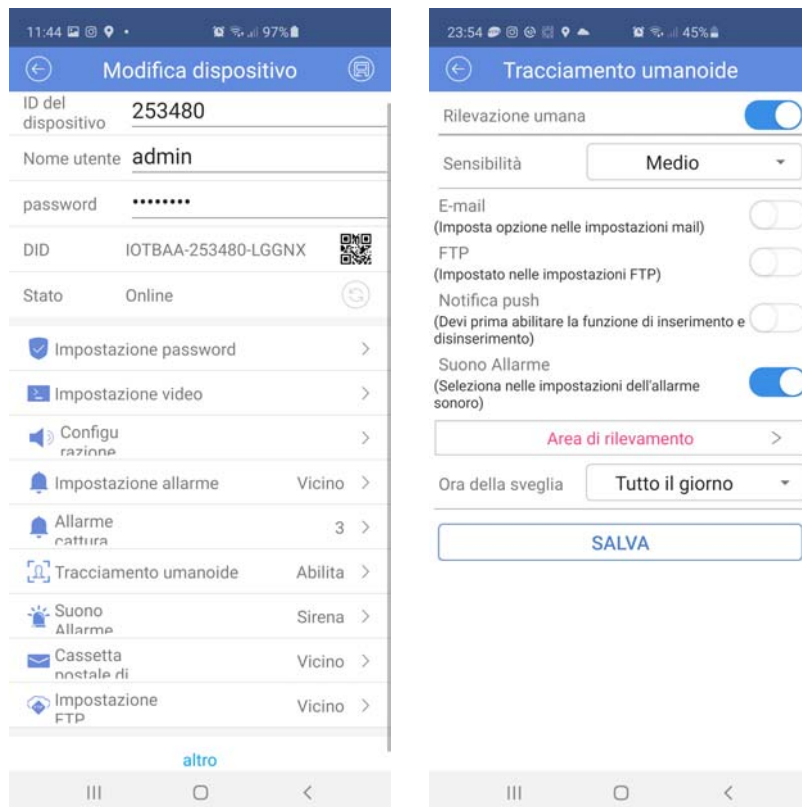 11:44 97%
Modifica dispositivo
ID del
dispositivo
253480
Nome utente admin
password ••••••••
DID IOTBAA-253480-LGGNX
Stato Online
Impostazione password
Impostazione video
Configu
razione
Impostazione allarme Vicino
Allarme
cattura
3
Tracciamento umanoide Abilita
Suono
Allarme
Sirena
Cassetta
postale di
Vicino
Impostazione
FTP
Vicino
altro
23:54 45%
Tracciamento umanoide
Rilevazione umana
Sensibilità Medio
E-mail
(Imposta opzione nelle impostazioni mail)
FTP
(Impostato nelle impostazioni FTP)
Notifica push
(Devi prima abilitare la funzione di inserimento e
disinserimento)
Suono Allarme
(Seleziona nelle impostazioni dell'allarme
sonoro)
Area di rilevamento
Ora della sveglia Tutto il giorno
SALVA